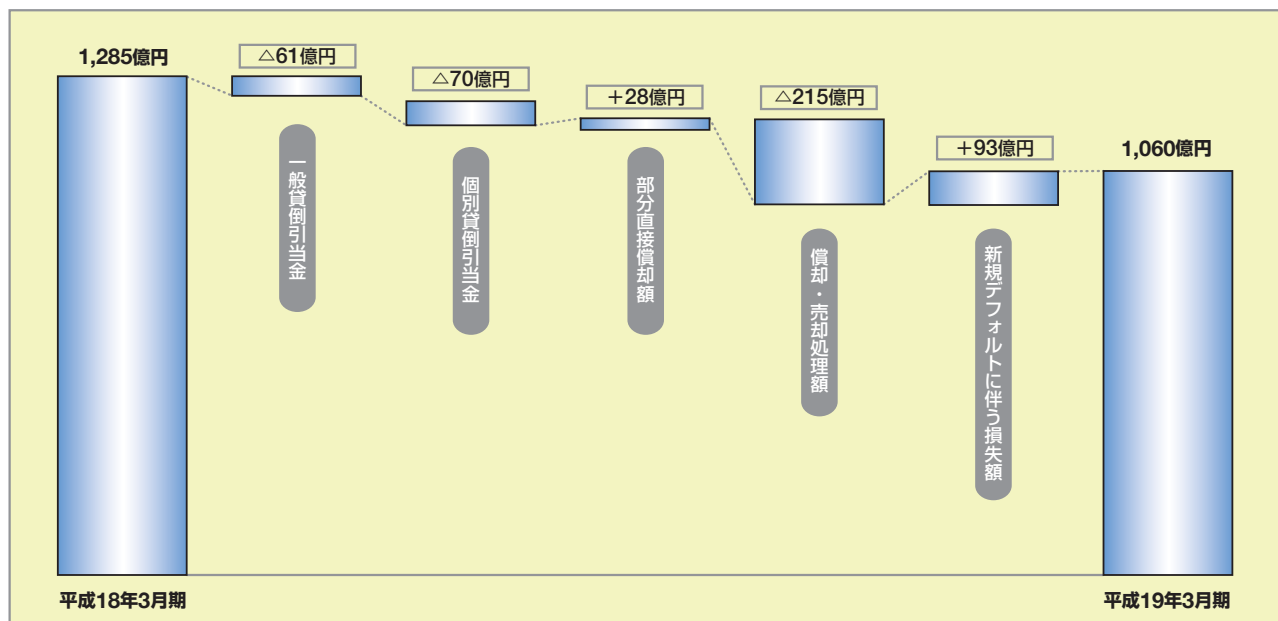 1,285億円
△61億円
△70億円
+28億円
△215億円
+93億円
1,060億円
一般貸倒引当金
個別貸倒引当金
部分直接償却額
償却・売却処理額
新規デフォルトに伴う損失額
平成18年3月期
平成19年3月期